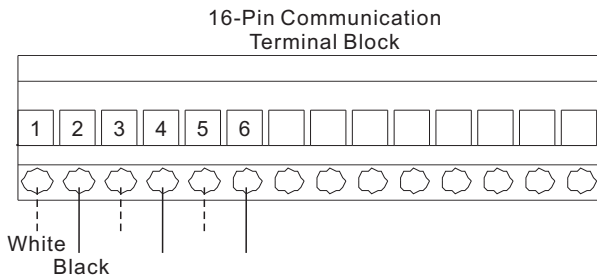 16-Pin Communication
Terminal Block
1 2 3 4 5 6
White
Black